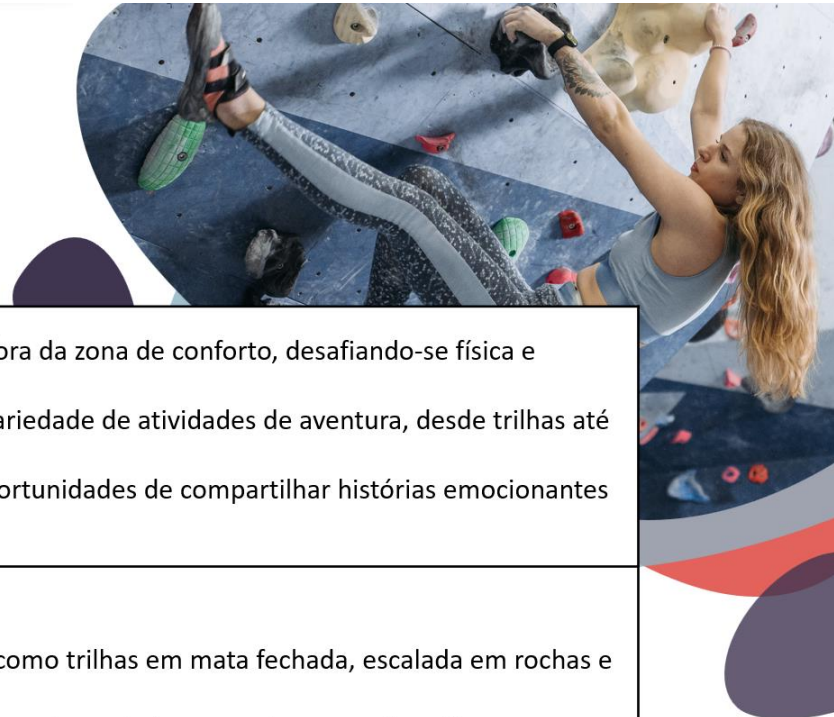 ora da zona de conforto, desafiando-se física e
ariedade de atividades de aventura, desde trilhas até
ortunidades de compartilhar histórias emocionantes
como trilhas em mata fechada, escalada em rochas e